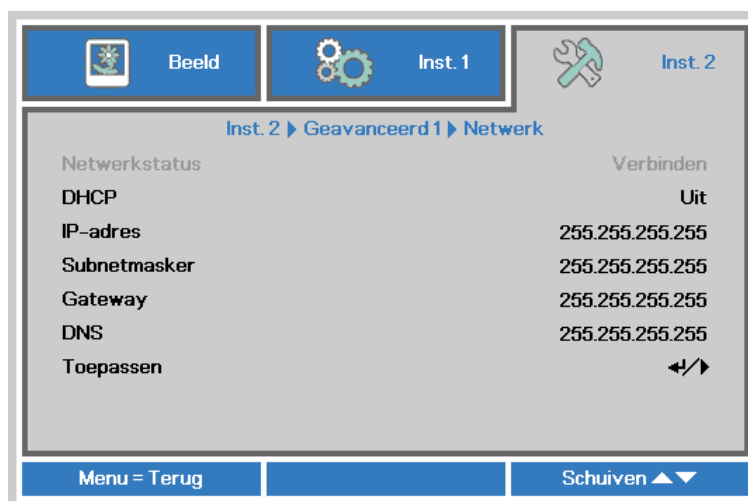 Beeld
Inst. 1
Inst. 2
Inst. 2 ▶ Geavanceerd 1 ▶ Netwerk
Netwerkstatus Verbinden
DHCP Uit
IP-adres 255.255.255.255
Subnetmasker 255.255.255.255
Gateway 255.255.255.255
DNS 255.255.255.255
Toepassen ↵/▶
Menu = Terug
Schuiven ▲▼